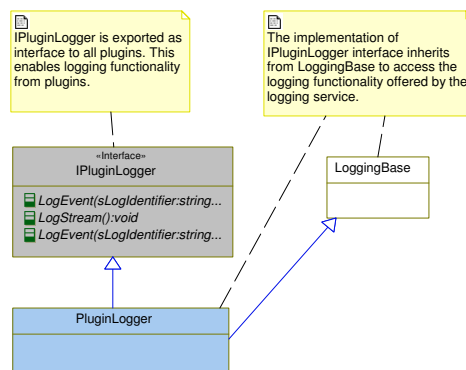 IPluginLogger is exported as
interface to all plugins. This
enables logging functionality
from plugins.
The implementation of
IPluginLogger interface inherits
from LoggingBase to access the
logging functionality offered by the
logging service.
«Interface»
IPluginLogger
LogEvent(sLogIdentifier:string...
LogStream():void
LogEvent(sLogIdentifier:string...
LoggingBase
PluginLogger